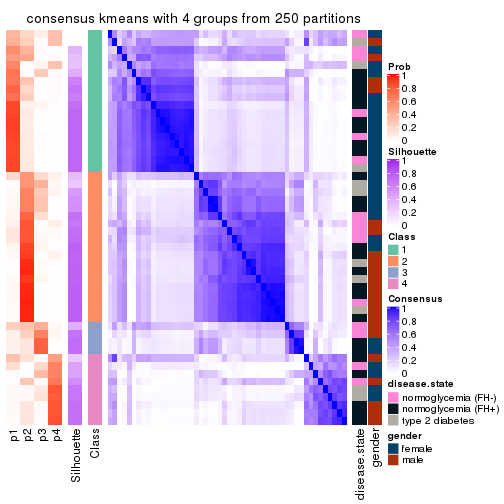 consensus kmeans with 4 groups from 250 partitions
Prob
1
0.8
0.6
0.4
0.2
0
Silhouette
1
0.8
0.6
0.4
0.2
0
Class
1
2
3
4
Consensus
1
0.8
0.6
0.4
0.2
0
disease.state
normoglycemia (FH-)
normoglycemia (FH+)
type 2 diabetes
gender
female
male
p1
p2
p3
p4
Silhouette
Class
disease.state
gender